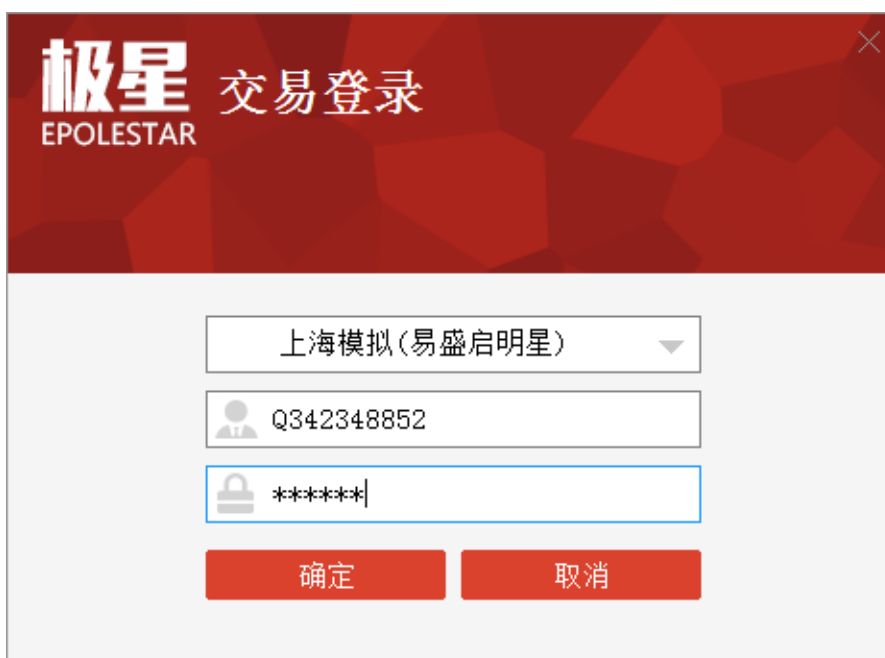 极星
EPOLESTAR
交易登录
上海模拟(易盛启明星)
Q342348852
******
确定
取消